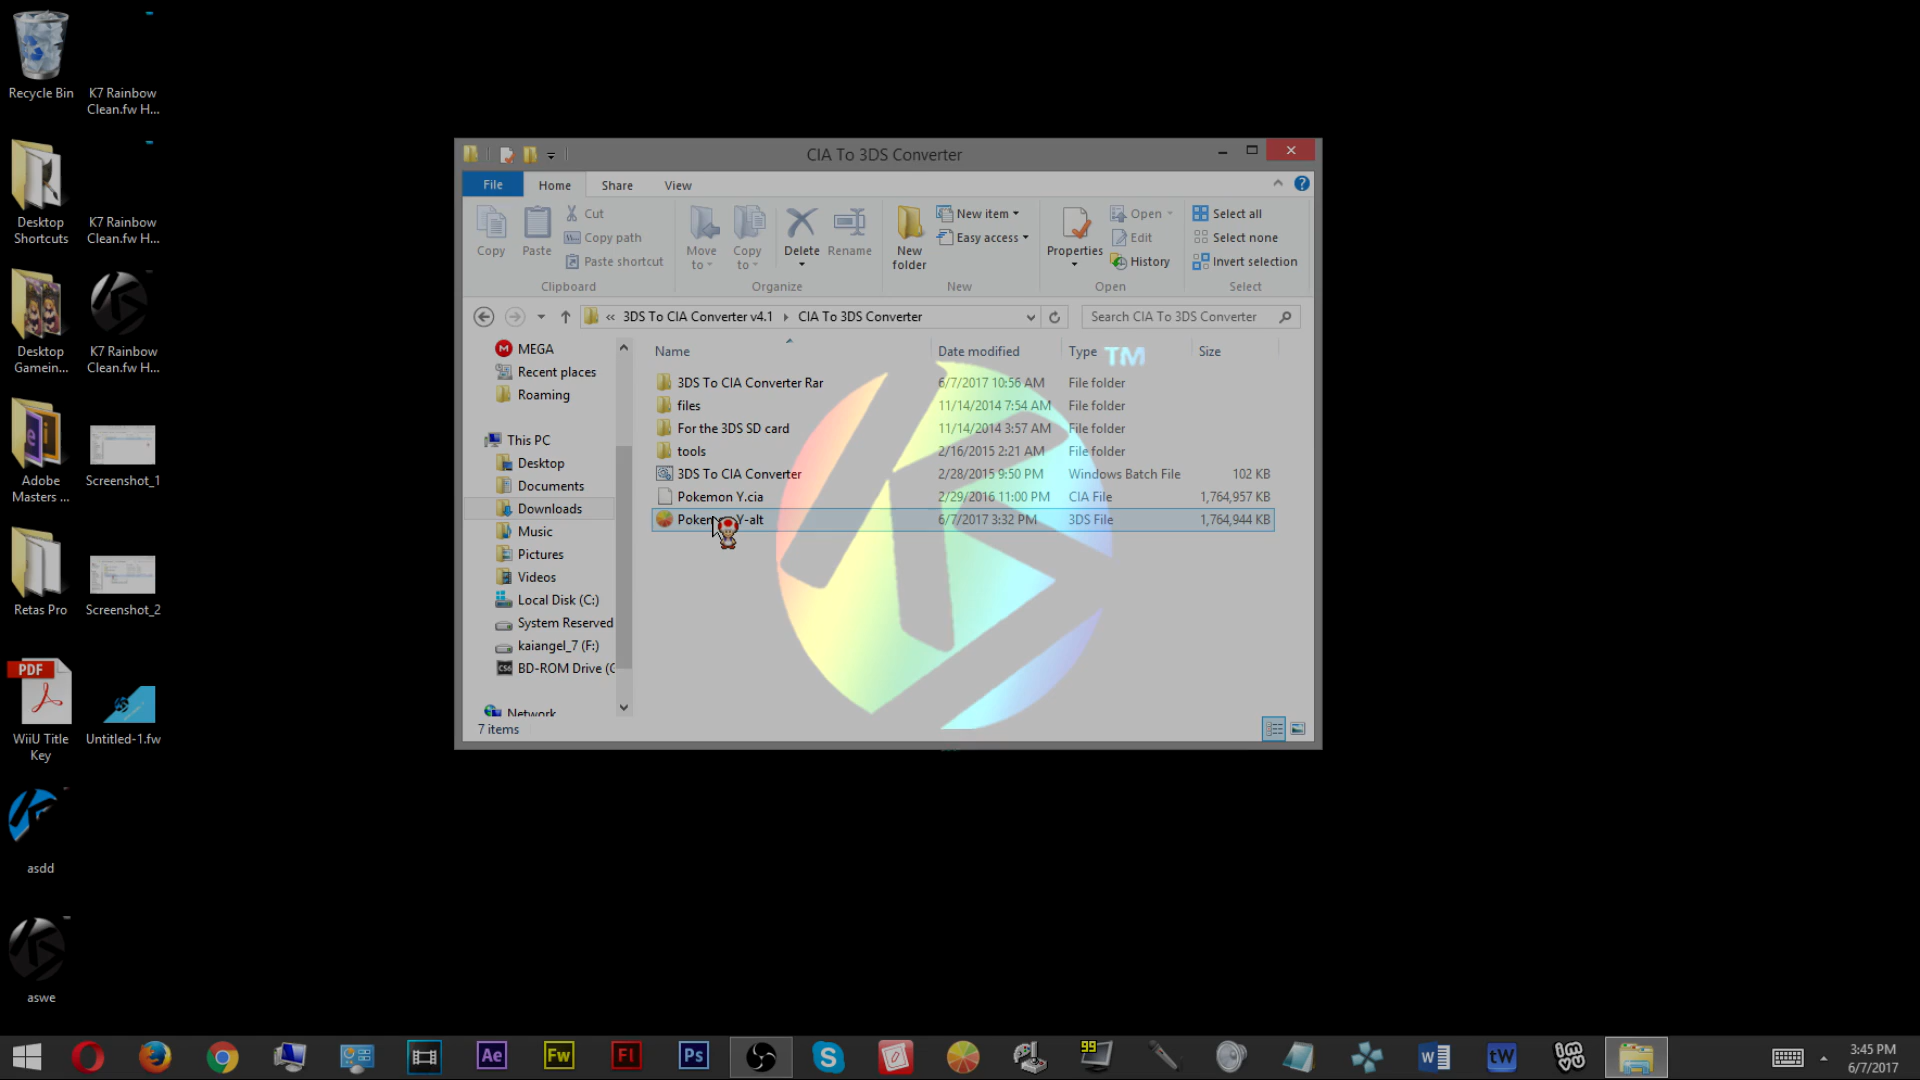 Recycle Bin
K7 Rainbow
Clean.fw H...
Desktop
Shortcuts
K7 Rainbow
Clean.fw H...
Desktop
Gamein...
K7 Rainbow
Clean.fw H...
Adobe
Masters ...
Screenshot_1
Retas Pro
Screenshot_2
PDF
WiiU Title
Key
Untitled-1.fw
asdd
aswe
CIA To 3DS Converter
File
Home
Share
View
Copy
Paste
Cut
Copy path
Paste shortcut
Clipboard
Move
to
Copy
to
Delete
Rename
Organize
New
folder
New item
Easy access
New
Properties
Open
Edit
History
Open
Select all
Select none
Invert selection
Select
« 3DS To CIA Converter v4.1 CIA To 3DS Converter
Search CIA To 3DS Converter
MEGA
Recent places
Roaming
This PC
Desktop
Documents
Downloads
Music
Pictures
Videos
Local Disk (C:)
System Reserved
kaiangel_7 (F:)
BD-ROM Drive (
Network
Name Date modified Type Size
TM
3DS To CIA Converter Rar 6/7/2017 10:56 AM File folder
files 11/14/2014 7:54 AM File folder
For the 3DS SD card 11/14/2014 3:57 AM File folder
tools 2/16/2015 2:21 AM File folder
3DS To CIA Converter 2/28/2015 9:50 PM Windows Batch File 102 KB
Pokemon Y.cia 2/29/2016 11:00 PM CIA File 1,764,957 KB
Y-alt 6/7/2017 3:32 PM 3DS File 1,764,944 KB
7 items
Ae
Fw
Fl
Ps
99
W
tW
3:45 PM
6/7/2017